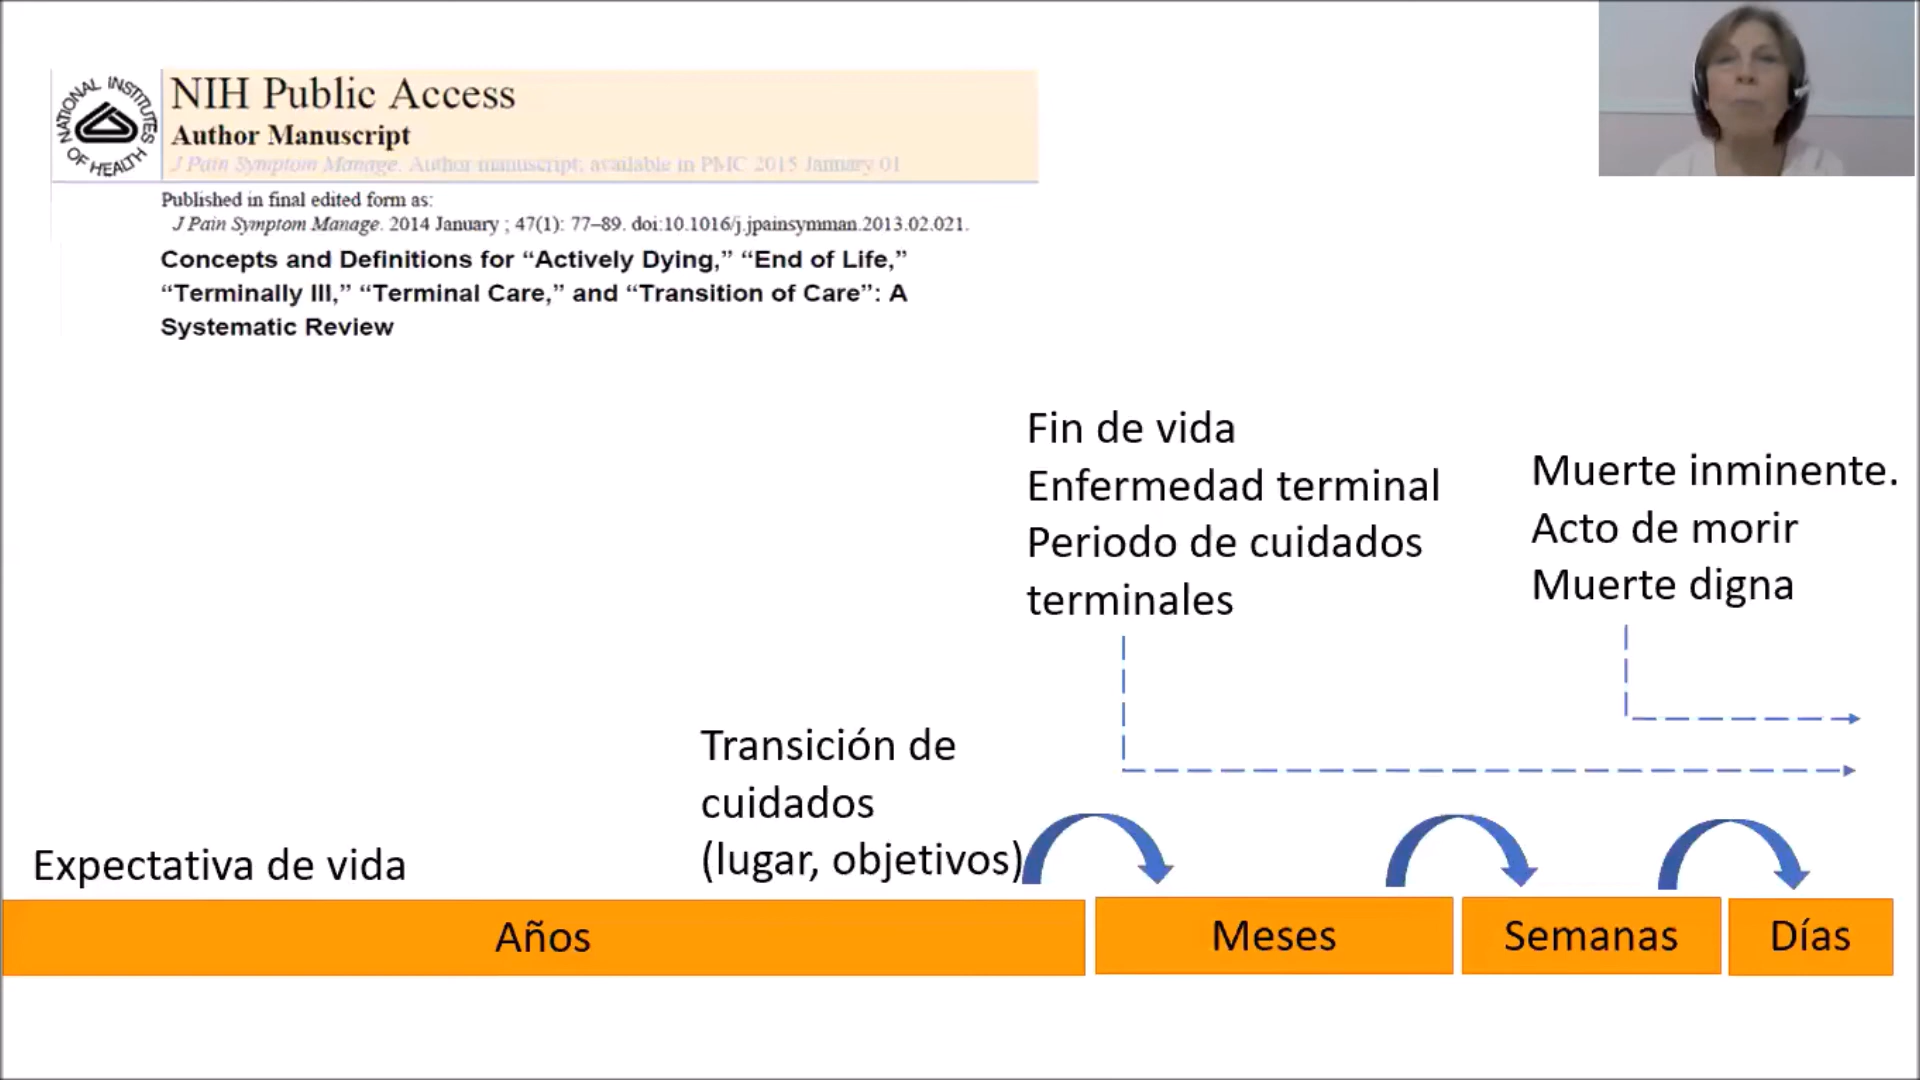 NATIONAL INSTITUTES OF HEALTH
NIH Public Access
Author Manuscript
J Pain Symptom Manage. Author manuscript; available in PMC 2015 January 01
Published in final edited form as:
J Pain Symptom Manage. 2014 January ; 47(1): 77–89. doi:10.1016/j.jpainsymman.2013.02.021.
Concepts and Definitions for “Actively Dying,” “End of Life,”
“Terminally Ill,” “Terminal Care,” and “Transition of Care”: A
Systematic Review
Fin de vida
Enfermedad terminal
Periodo de cuidados
terminales
Muerte inminente.
Acto de morir
Muerte digna
Transición de
cuidados
(lugar, objetivos)
Expectativa de vida
Años
Meses
Semanas
Días